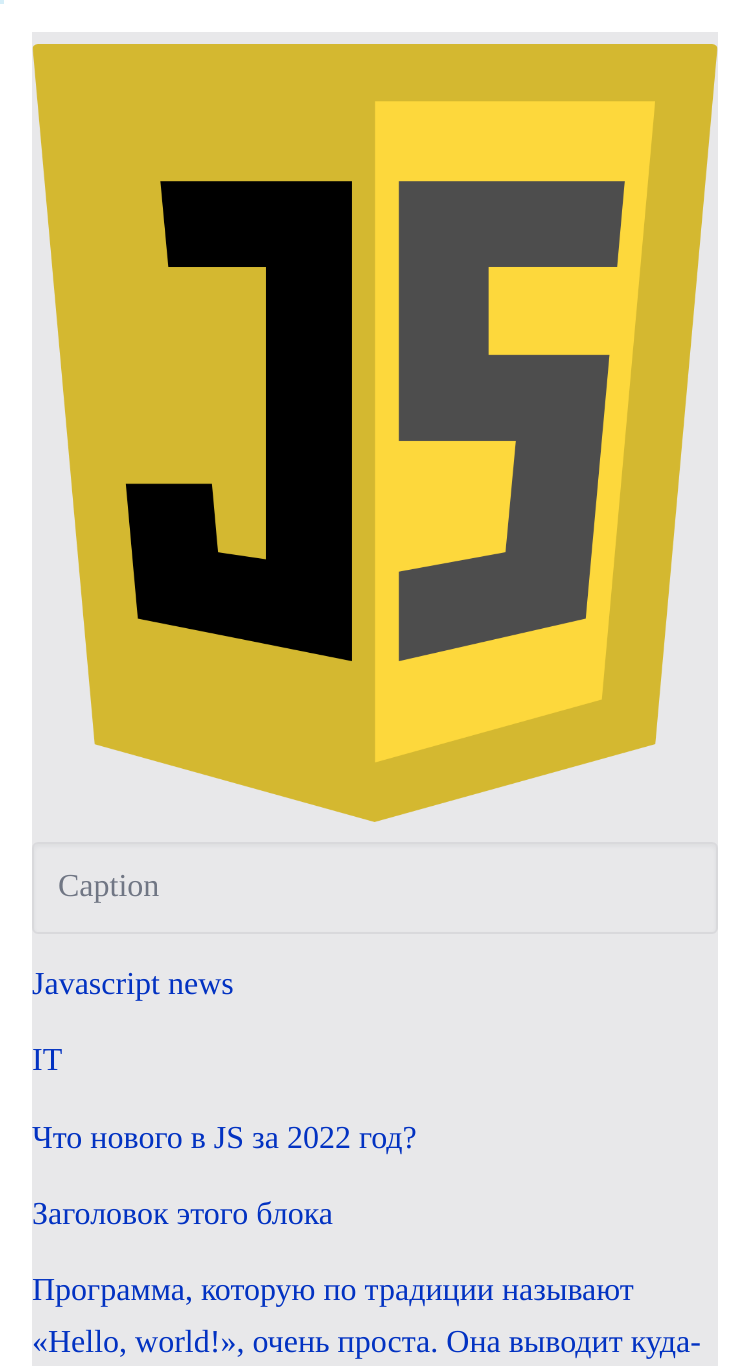 JS
Caption
Javascript news
IT
Что нового в JS за 2022 год?
Заголовок этого блока
Программа, которую по традиции называют
«Hello, world!», очень проста. Она выводит куда-